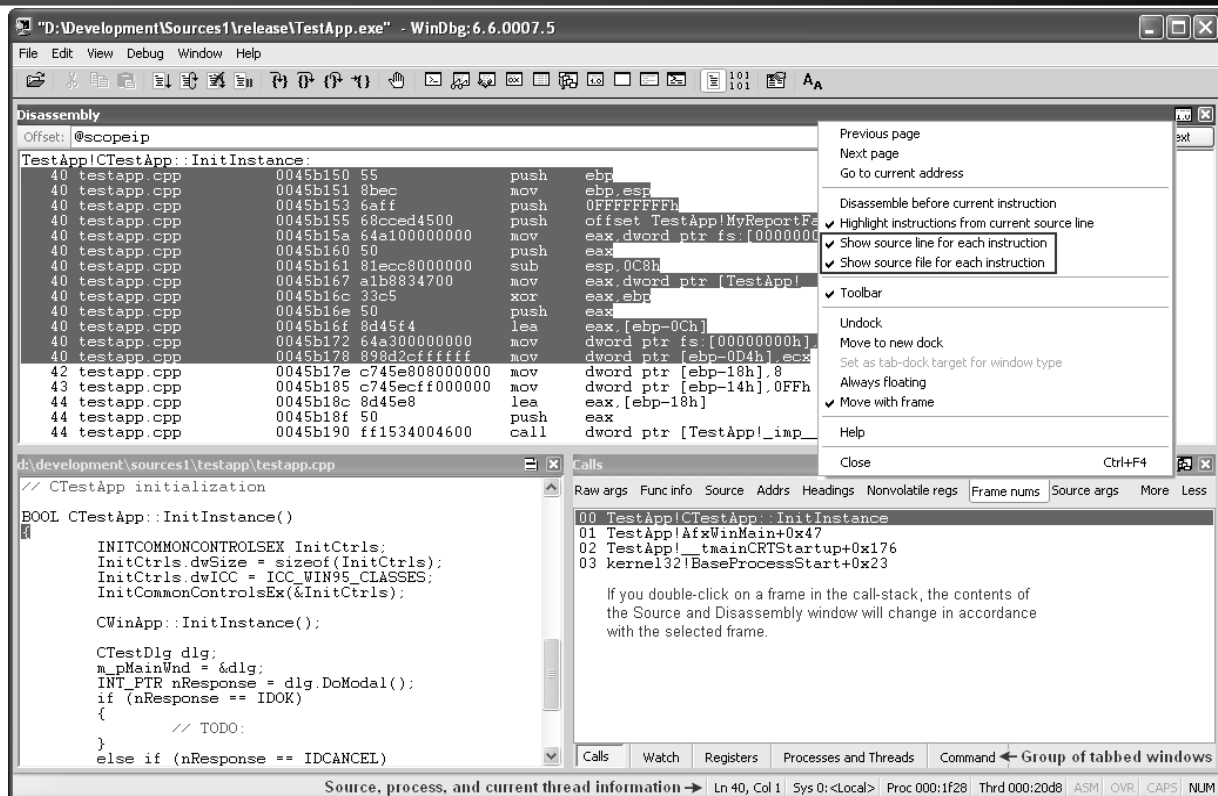 "D:\Development\Sources1\release\TestApp.exe" - WinDbg:6.6.0007.5
File Edit View Debug Window Help
Disassembly
Offset: @scopeip
TestApp!CTestApp::InitInstance:
40 testapp.cpp 0045b150 55 push ebp
40 testapp.cpp 0045b151 8bec mov ebp,esp
40 testapp.cpp 0045b153 6aff push 0FFFFFFFFh
40 testapp.cpp 0045b155 68cced4500 push offset TestApp!MyReportFa
40 testapp.cpp 0045b15a 64a100000000 mov eax,dword ptr fs:[0000000
40 testapp.cpp 0045b160 50 push eax
40 testapp.cpp 0045b161 81ecc8000000 sub esp,0C8h
40 testapp.cpp 0045b167 a1b8834700 mov eax,dword ptr [TestApp!_
40 testapp.cpp 0045b16c 33c5 xor eax,ebp
40 testapp.cpp 0045b16e 50 push eax
40 testapp.cpp 0045b16f 8d45f4 lea eax,[ebp-0Ch]
40 testapp.cpp 0045b172 64a300000000 mov dword ptr fs:[00000000h],
40 testapp.cpp 0045b178 898d2cffffff mov dword ptr [ebp-0D4h],ecx
42 testapp.cpp 0045b17e c745e808000000 mov dword ptr [ebp-18h],8
43 testapp.cpp 0045b185 c745ecff000000 mov dword ptr [ebp-14h],0FFh
44 testapp.cpp 0045b18c 8d45e8 lea eax,[ebp-18h]
44 testapp.cpp 0045b18f 50 push eax
44 testapp.cpp 0045b190 ff1534004600 call dword ptr [TestApp!_imp__
Previous page
Next page
Go to current address
Disassemble before current instruction
Highlight instructions from current source line
Show source line for each instruction
Show source file for each instruction
Toolbar
Undock
Move to new dock
Set as tab-dock target for window type
Always floating
Move with frame
Help
Close Ctrl+F4
d:\development\sources1\testapp\testapp.cpp
// CTestApp initialization
BOOL CTestApp::InitInstance()
{
INITCOMMONCONTROLSEX InitCtrls;
InitCtrls.dwSize = sizeof(InitCtrls);
InitCtrls.dwICC = ICC_WIN95_CLASSES;
InitCommonControlsEx(&InitCtrls);
CWinApp::InitInstance();
CTestDlg dlg;
m_pMainWnd = &dlg;
INT_PTR nResponse = dlg.DoModal();
if (nResponse == IDOK)
{
// TODO:
}
else if (nResponse == IDCANCEL)
Calls
Raw args Func info Source Addrs Headings Nonvolatile regs Frame nums Source args More Less
00 TestApp!CTestApp::InitInstance
01 TestApp!AfxWinMain+0x47
02 TestApp!__tmainCRTStartup+0x176
03 kernel32!BaseProcessStart+0x23
If you double-click on a frame in the call-stack, the contents of
the Source and Disassembly window will change in accordance
with the selected frame.
Calls Watch Registers Processes and Threads Command Group of tabbed windows
Source, process, and current thread information Ln 40, Col 1 Sys 0:<Local> Proc 000:1f28 Thrd 000:20d8 ASM OVR CAPS NUM